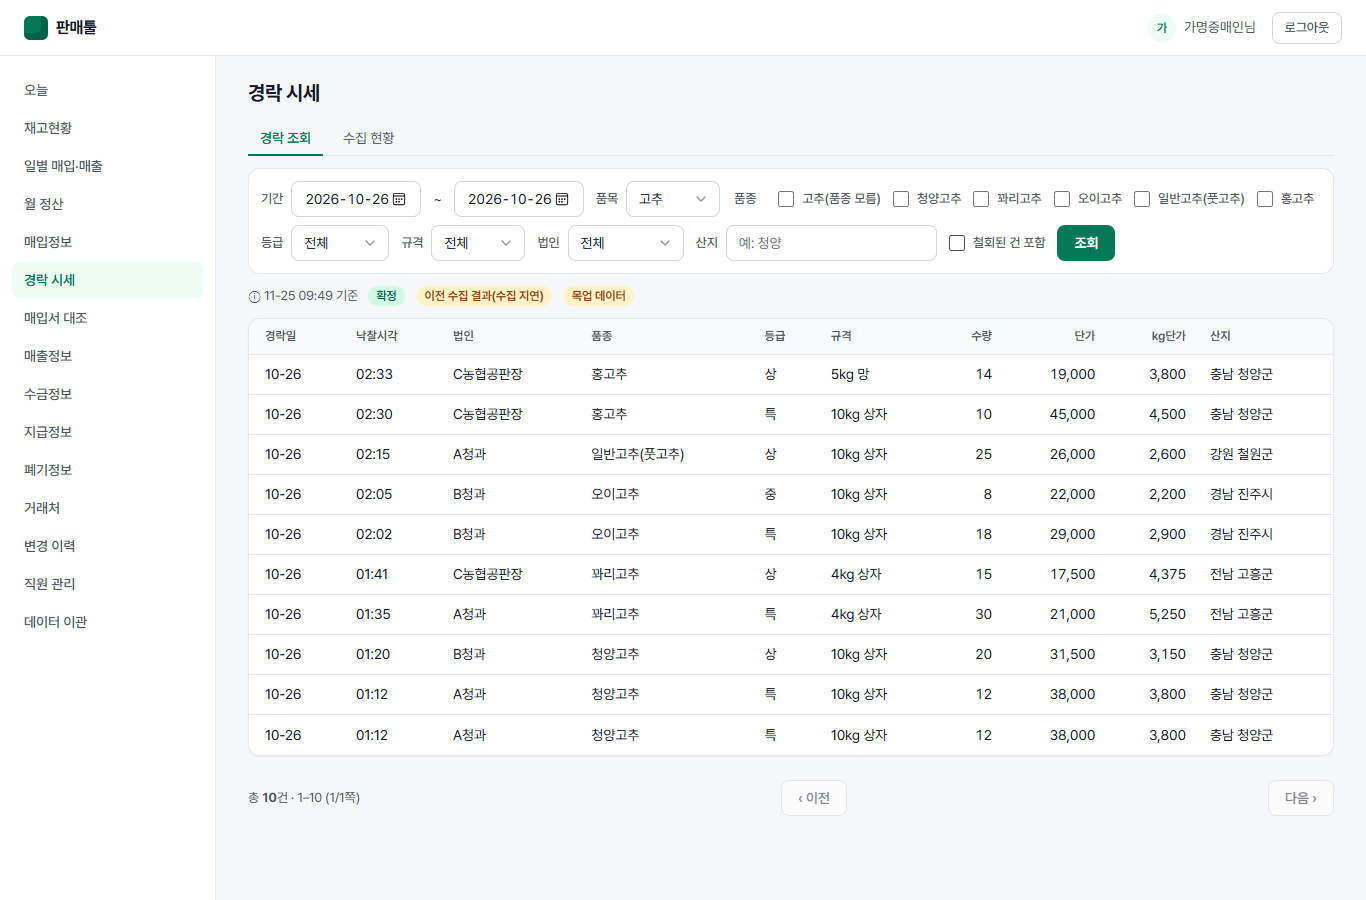 판매툴
가 가명중매인님 로그아웃
오늘
재고현황
일별 매입·매출
월 정산
매입정보
경락 시세
매입서 대조
매출정보
수금정보
지급정보
폐기정보
거래처
변경 이력
직원 관리
데이터 이관
경락 시세
경락 조회 수집 현황
기간 2026-10-26 ~ 2026-10-26 품목 고추 품종 고추(품종 모름) 청양고추 꽈리고추 오이고추 일반고추(풋고추) 홍고추
등급 전체 규격 전체 법인 전체 산지 예: 청양 철회된 건 포함 조회
11-25 09:49 기준 확정 이전 수집 결과(수집 지연) 목업 데이터
경락일 낙찰시각 법인 품종 등급 규격 수량 단가 kg단가 산지
10-26 02:33 C농협공판장 홍고추 상 5kg 망 14 19,000 3,800 충남 청양군
10-26 02:30 C농협공판장 홍고추 특 10kg 상자 10 45,000 4,500 충남 청양군
10-26 02:15 A청과 일반고추(풋고추) 상 10kg 상자 25 26,000 2,600 강원 철원군
10-26 02:05 B청과 오이고추 중 10kg 상자 8 22,000 2,200 경남 진주시
10-26 02:02 B청과 오이고추 특 10kg 상자 18 29,000 2,900 경남 진주시
10-26 01:41 C농협공판장 꽈리고추 상 4kg 상자 15 17,500 4,375 전남 고흥군
10-26 01:35 A청과 꽈리고추 특 4kg 상자 30 21,000 5,250 전남 고흥군
10-26 01:20 B청과 청양고추 상 10kg 상자 20 31,500 3,150 충남 청양군
10-26 01:12 A청과 청양고추 특 10kg 상자 12 38,000 3,800 충남 청양군
10-26 01:12 A청과 청양고추 특 10kg 상자 12 38,000 3,800 충남 청양군
총 10건 · 1–10 (1/1쪽) ‹ 이전 다음 ›